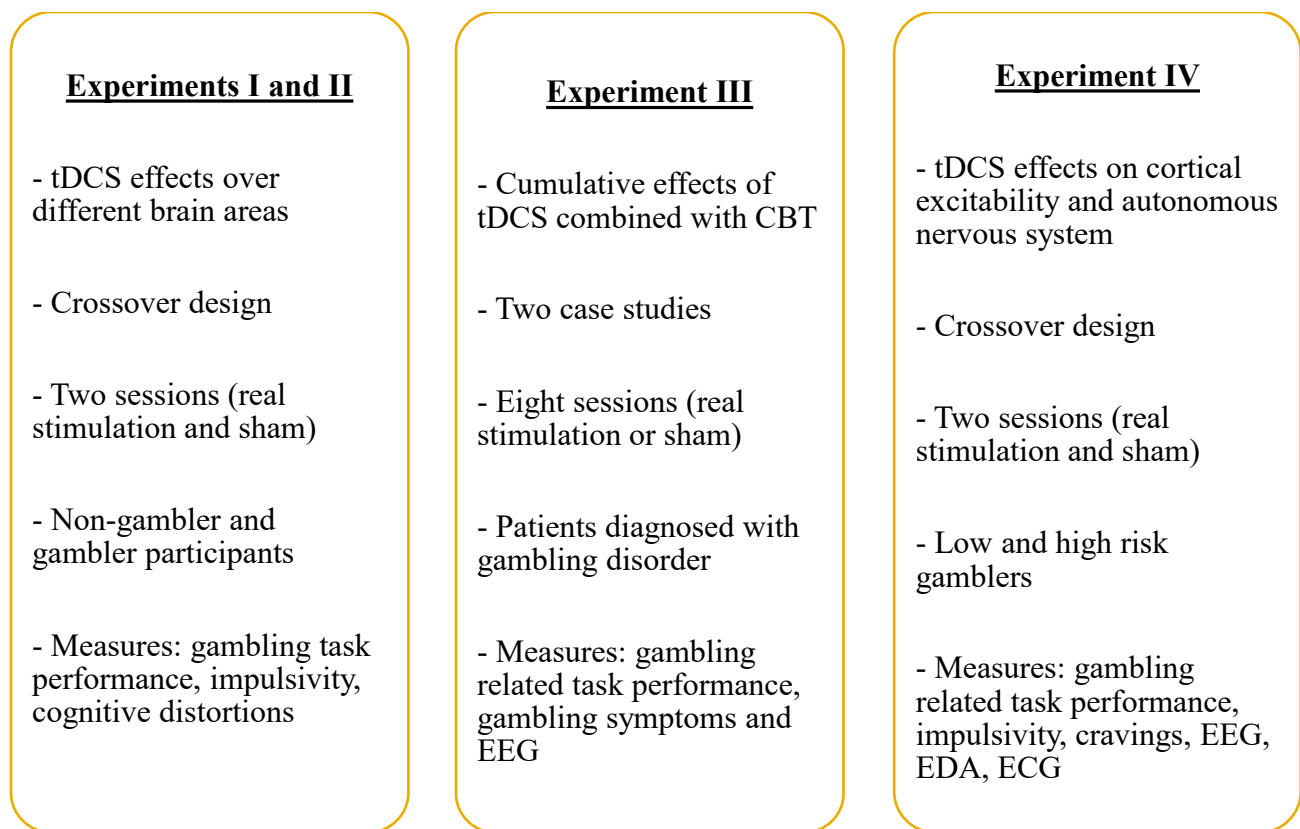 Experiments I and II
- tDCS effects over
different brain areas
- Crossover design
- Two sessions (real
stimulation and sham)
- Non-gambler and
gambler participants
- Measures: gambling task
performance, impulsivity,
cognitive distortions
Experiment III
- Cumulative effects of
tDCS combined with CBT
- Two case studies
- Eight sessions (real
stimulation or sham)
- Patients diagnosed with
gambling disorder
- Measures: gambling
related task performance,
gambling symptoms and
EEG
Experiment IV
- tDCS effects on cortical
excitability and autonomous
nervous system
- Crossover design
- Two sessions (real
stimulation and sham)
- Low and high risk
gamblers
- Measures: gambling
related task performance,
impulsivity, cravings, EEG,
EDA, ECG